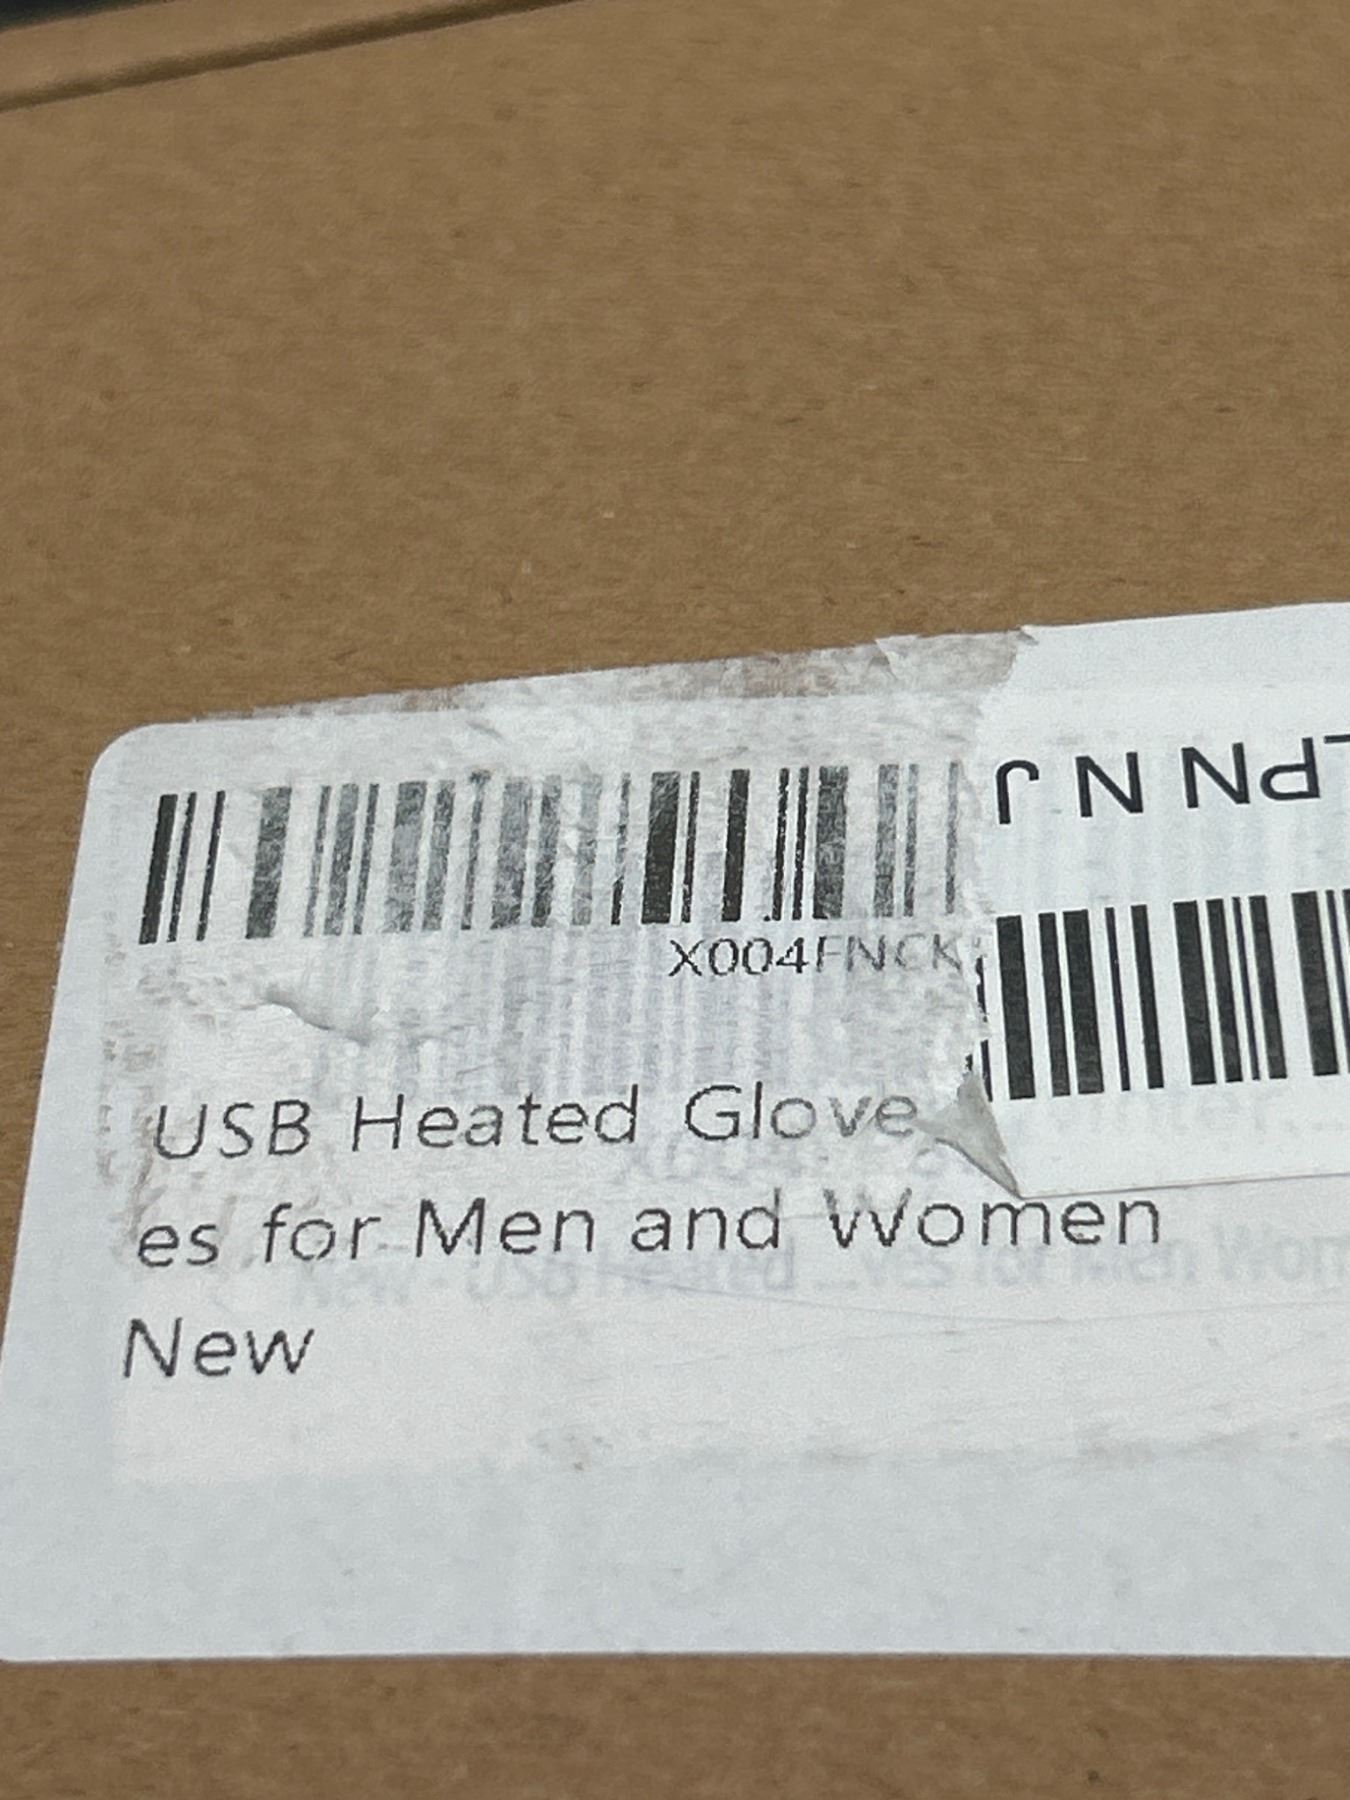 LPN N J
X004FNCK
USB Heated Glove
es for Men and Women
New